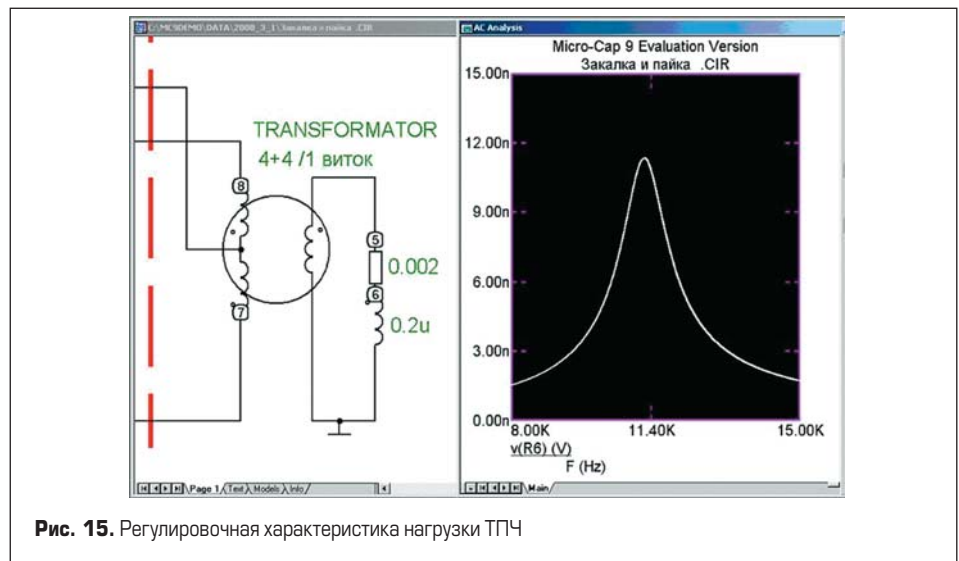 C:\MC9DEMO\DATA\2008_3_1\Закалка и пайка .CIR
TRANSFORMATOR
4+4 /1 виток
8
7
5
0.002
6
0.2u
Page 1 Text Models Info
AC Analysis
Micro-Cap 9 Evaluation Version
Закалка и пайка .CIR
15.00n
12.00n
9.00n
6.00n
3.00n
0.00n
8.00K 11.40K 15.00K
v(R6) (V)
F (Hz)
Main
Рис. 15. Регулировочная характеристика нагрузки ТПЧ